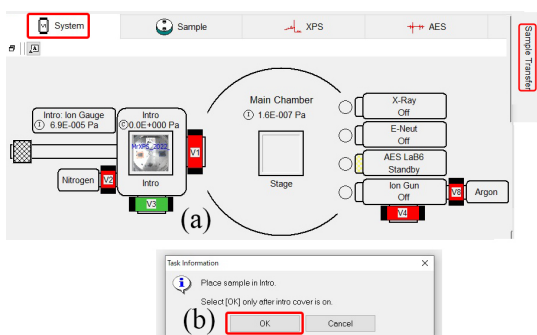 System
Sample
XPS
AES
Sample Transfer
Intro: Ion Gauge
6.9E-005 Pa
Intro
0.0E+000 Pa
MrXPS_2022_
Intro
V1
Nitrogen
V2
V3
(a)
Main Chamber
1.6E-007 Pa
Stage
X-Ray
Off
E-Neut
Off
AES LaB6
Standby
Ion Gun
Off
V8
Argon
V4
Task Information
Place sample in Intro.
Select [OK] only after intro cover is on.
(b)
OK
Cancel